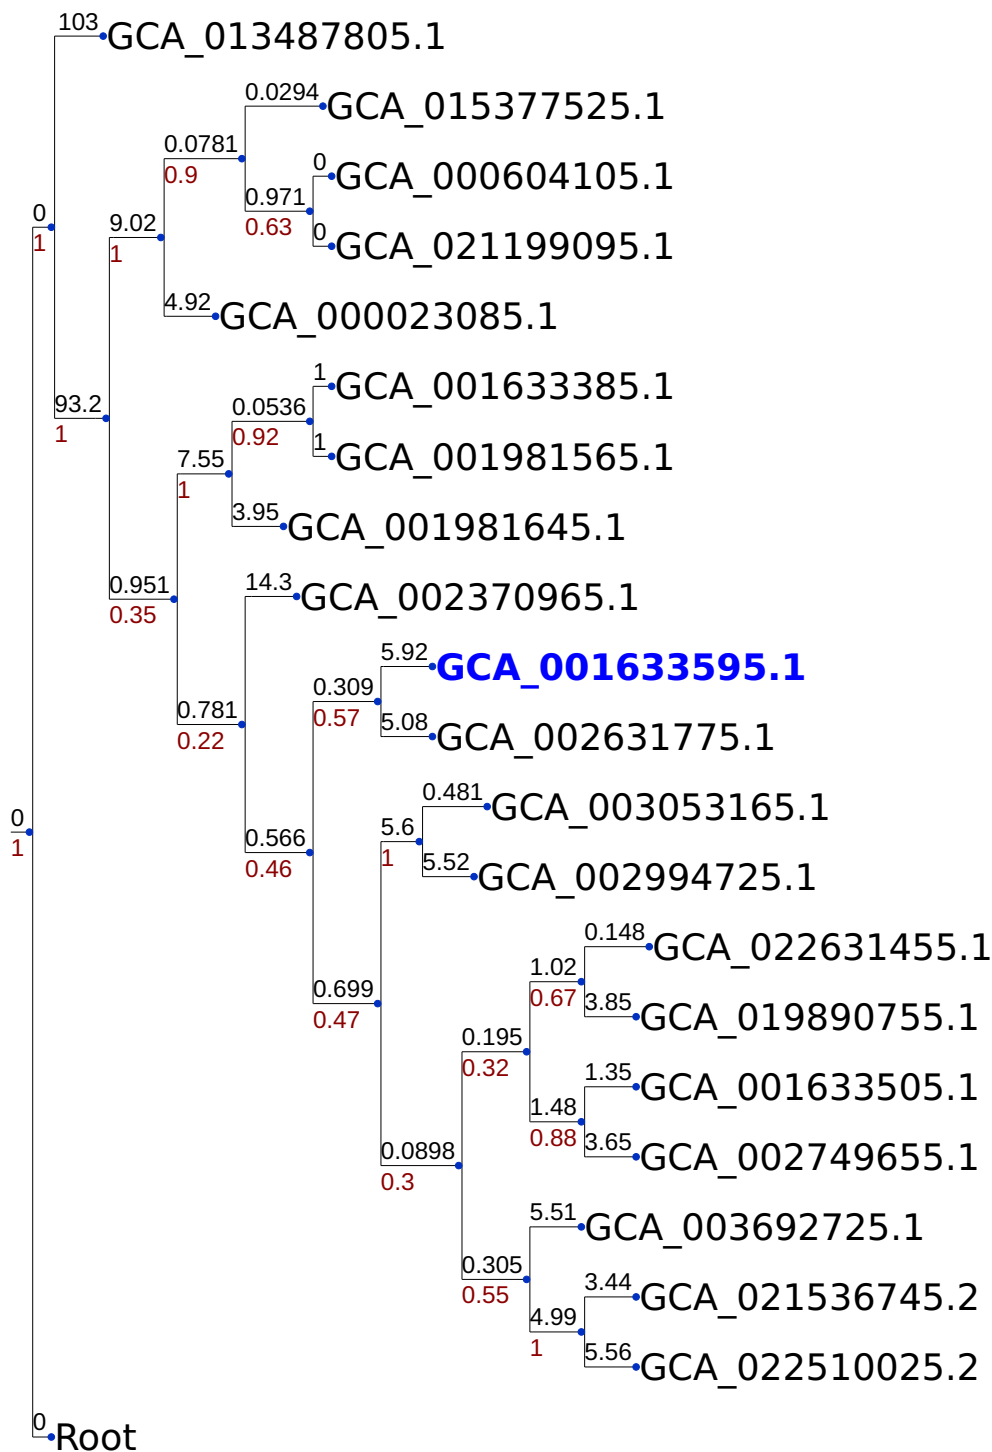 103
GCA_013487805.1
0.0294
GCA_015377525.1
0.0781
0.9
0
GCA_000604105.1
0.971
0.63
0
GCA_021199095.1
0
1
9.02
1
4.92
GCA_000023085.1
1
GCA_001633385.1
0.0536
0.92
93.2
1
1
GCA_001981565.1
7.55
1
3.95
GCA_001981645.1
0.951
0.35
14.3
GCA_002370965.1
5.92
GCA_001633595.1
0.309
0.57
0.781
0.22
5.08
GCA_002631775.1
0.481
GCA_003053165.1
0
1
5.6
1
0.566
0.46
5.52
GCA_002994725.1
0.148
GCA_022631455.1
1.02
0.67
0.699
0.47
3.85
GCA_019890755.1
0.195
0.32
1.35
GCA_001633505.1
1.48
0.88
3.65
GCA_002749655.1
0.0898
0.3
5.51
GCA_003692725.1
0.305
0.55
3.44
GCA_021536745.2
4.99
1
5.56
GCA_022510025.2
0
Root